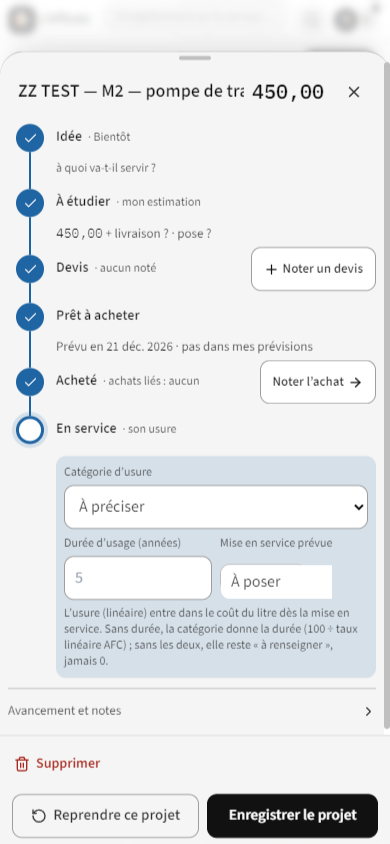 ZZ TEST — M2 — pompe de tra 450,00
Idée · Bientôt
à quoi va-t-il servir ?
À étudier · mon estimation
450,00 + livraison ? · pose ?
Devis · aucun noté
+ Noter un devis
Prêt à acheter
Prévu en 21 déc. 2026 · pas dans mes prévisions
Acheté · achats liés : aucun
Noter l'achat →
En service · son usure
Catégorie d'usure
À préciser
Durée d'usage (années) Mise en service prévue
5 À poser
L'usure (linéaire) entre dans le coût du litre dès la mise en
service. Sans durée, la catégorie donne la durée (100 ÷ taux
linéaire AFC) ; sans les deux, elle reste « à renseigner »,
jamais 0.
Avancement et notes
Supprimer
Reprendre ce projet Enregistrer le projet